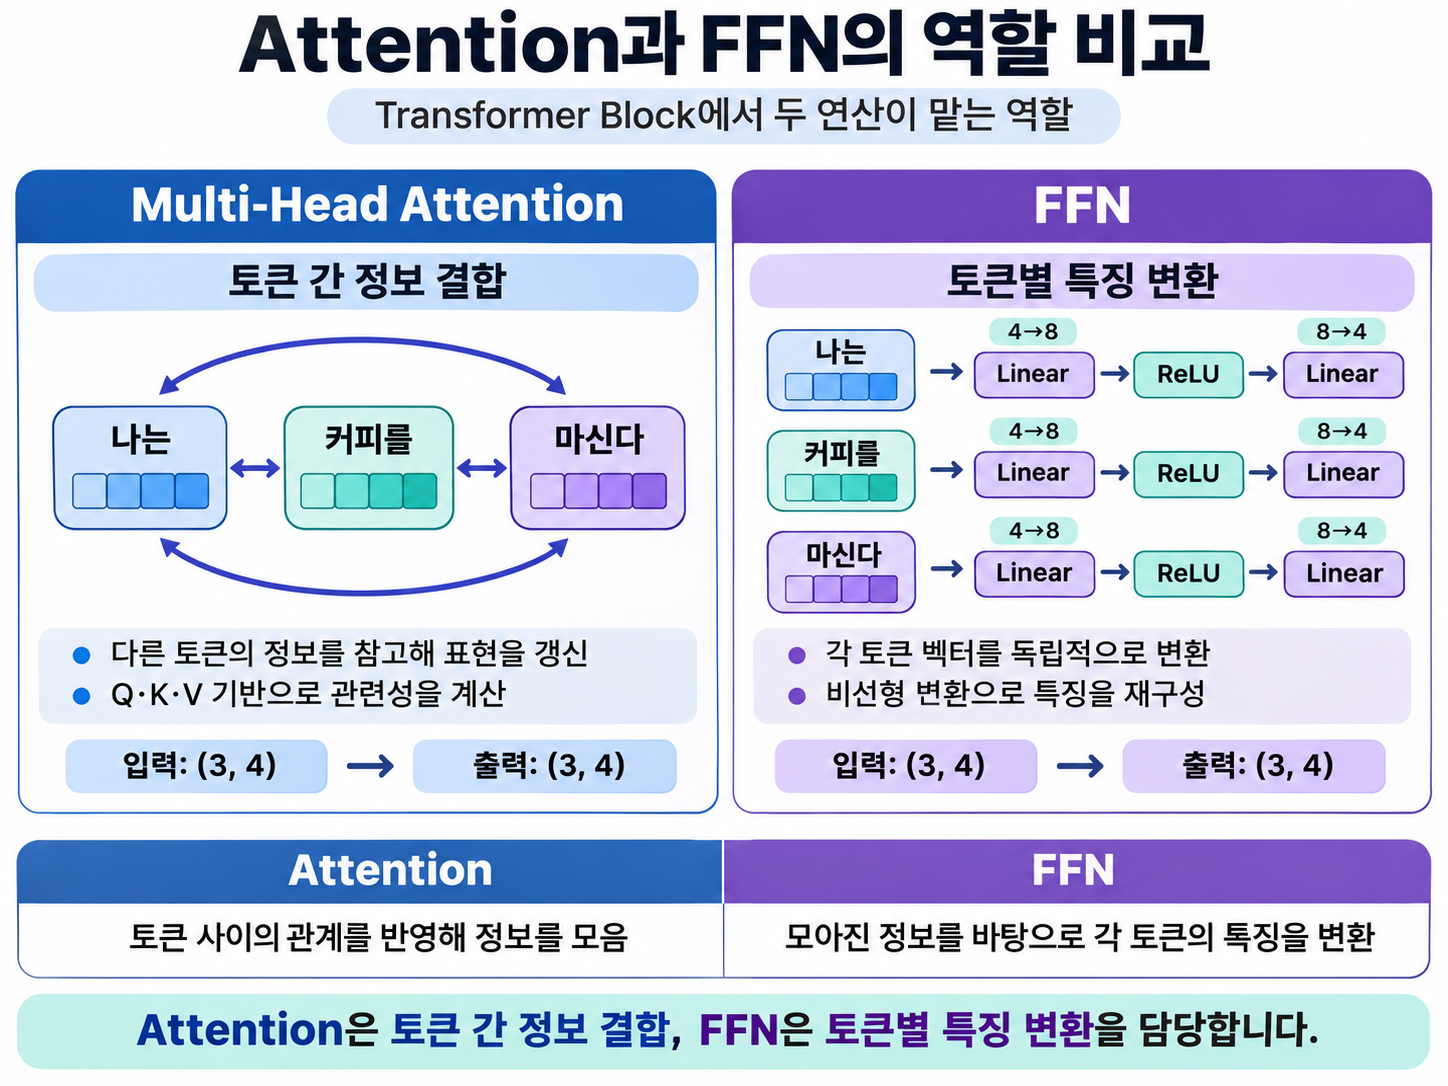 Attention과 FFN의 역할 비교
Transformer Block에서 두 연산이 맡는 역할
Multi-Head Attention
토큰 간 정보 결합
나는
커피를
마신다
다른 토큰의 정보를 참고해 표현을 갱신
Q·K·V 기반으로 관련성을 계산
입력: (3, 4) → 출력: (3, 4)
FFN
토큰별 특징 변환
4→8 8→4
나는 → Linear → ReLU → Linear
4→8 8→4
커피를 → Linear → ReLU → Linear
4→8 8→4
마신다 → Linear → ReLU → Linear
각 토큰 벡터를 독립적으로 변환
비선형 변환으로 특징을 재구성
입력: (3, 4) → 출력: (3, 4)
Attention
토큰 사이의 관계를 반영해 정보를 모음
FFN
모아진 정보를 바탕으로 각 토큰의 톡징을 변환
Attention은 토큰 간 정보 결합, FFN은 토큰별 특징 변환을 담당합니다.